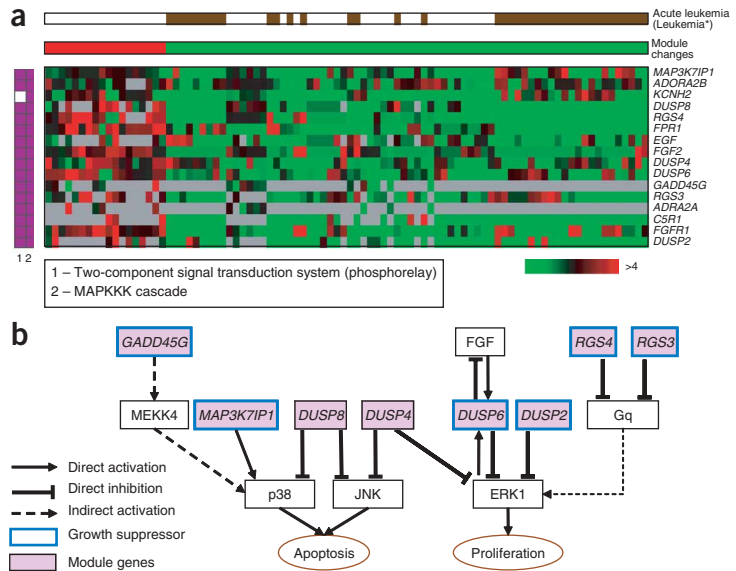 a
Acute leukemia
(Leukemia*)
Module
changes
MAP3K7IP1
ADORA2B
KCNH2
DUSP8
RGS4
FPR1
EGF
FGF2
DUSP4
DUSP6
GADD45G
RGS3
ADRA2A
C5R1
FGFR1
DUSP2
1 2
1 – Two-component signal transduction system (phosphorelay)
2 – MAPKKK cascade
>4
b
GADD45G
FGF
RGS4 RGS3
MEKK4 MAP3K7IP1 DUSP8 DUSP4 DUSP6 DUSP2 Gq
Direct activation
Direct inhibition
Indirect activation
Growth suppressor
Module genes
p38 JNK ERK1
Apoptosis Proliferation